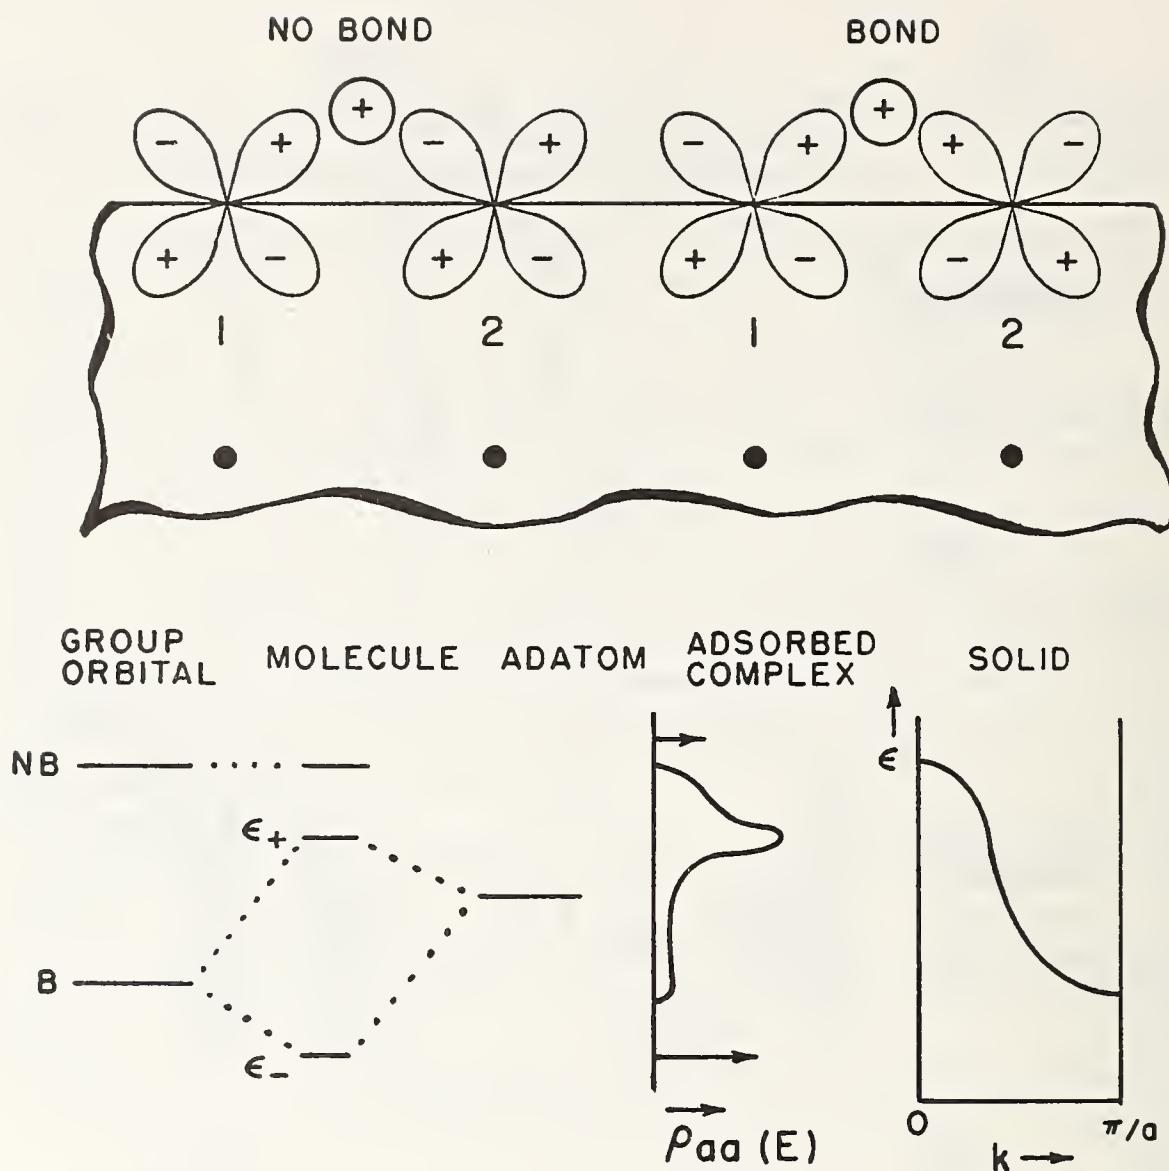 NO BOND BOND
+ +
- + - + - + + -
+ - + - + - - +
1 2 1 2
GROUP ORBITAL MOLECULE ADATOM ADSORBED COMPLEX SOLID
NB
ϵ
ϵ+
B
ϵ-
0 π/a
ρaa (E) k